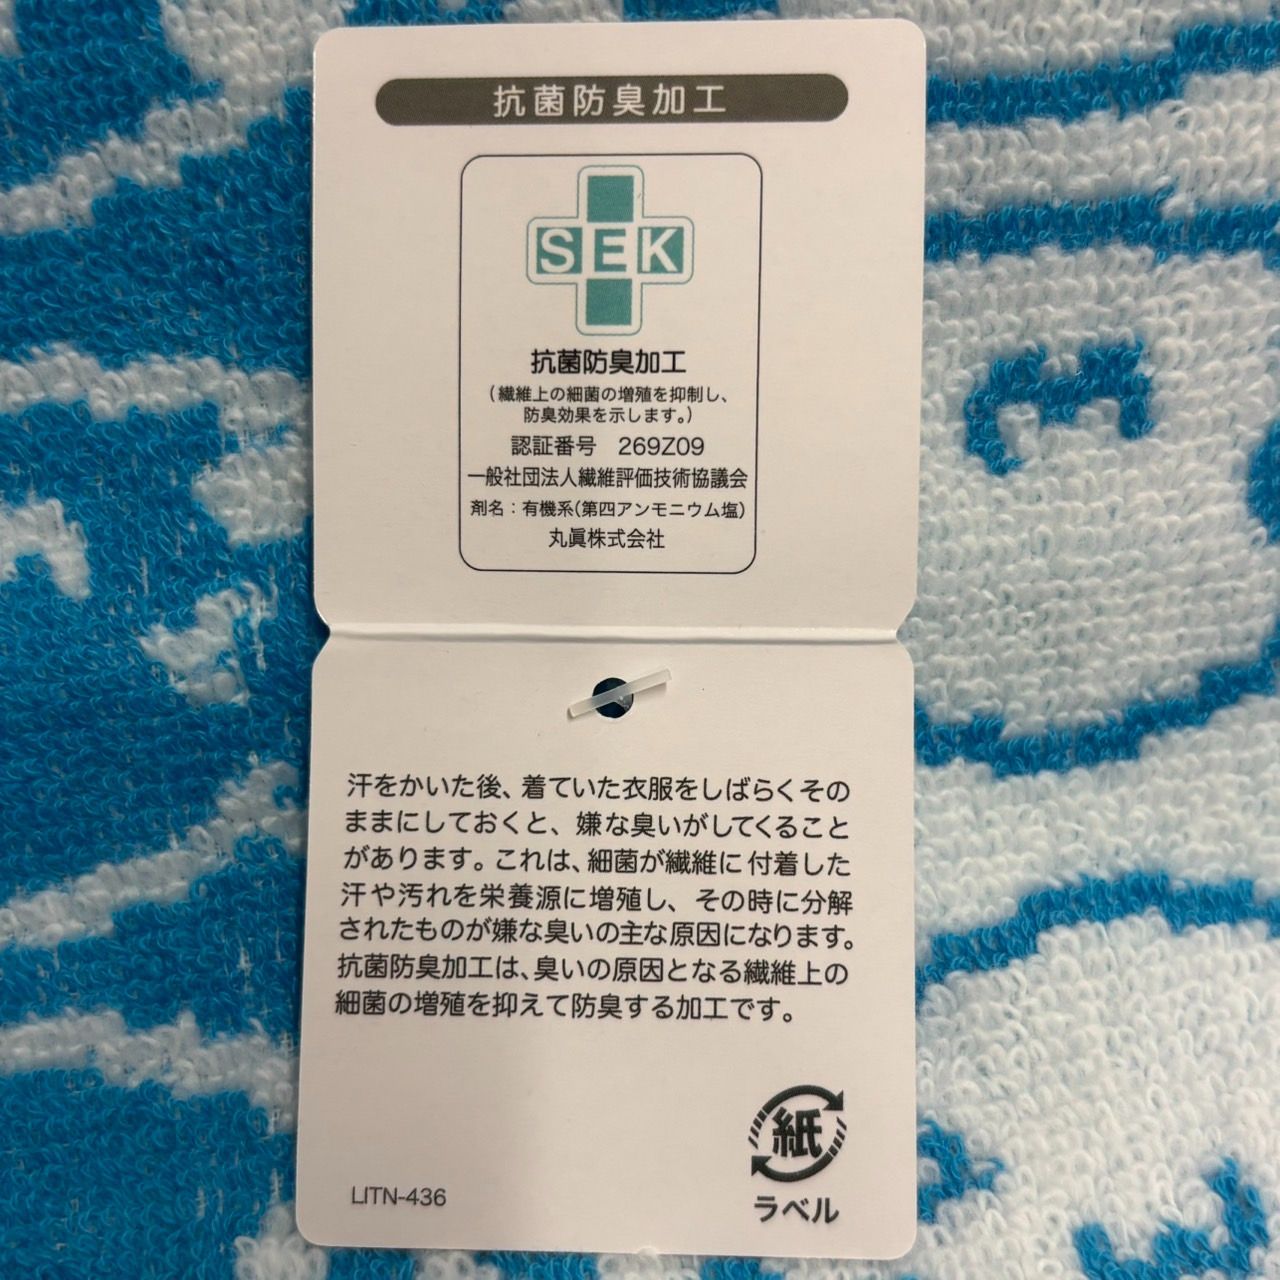 抗菌防臭加工
SEK
抗菌防臭加工
(繊維上の細菌の増殖を抑制し、
防臭効果を示します。)
認証番号 269Z09
一般社団法人繊維評価技術協議会
剤名:有機系(第四アンモニウム塩)
丸眞株式会社
汗をかいた後、着ていた衣服をしばらくその
ままにしておくと、嫌な臭いがしてくること
があります。これは、細菌が繊維に付着した
汗や汚れを栄養源に増殖し、その時に分解
されたものが嫌な臭いの主な原因になります。
抗菌防臭加工は、臭いの原因となる繊維上の
細菌の増殖を抑えて防臭する加工です。
紙
ラベル
LITN-436